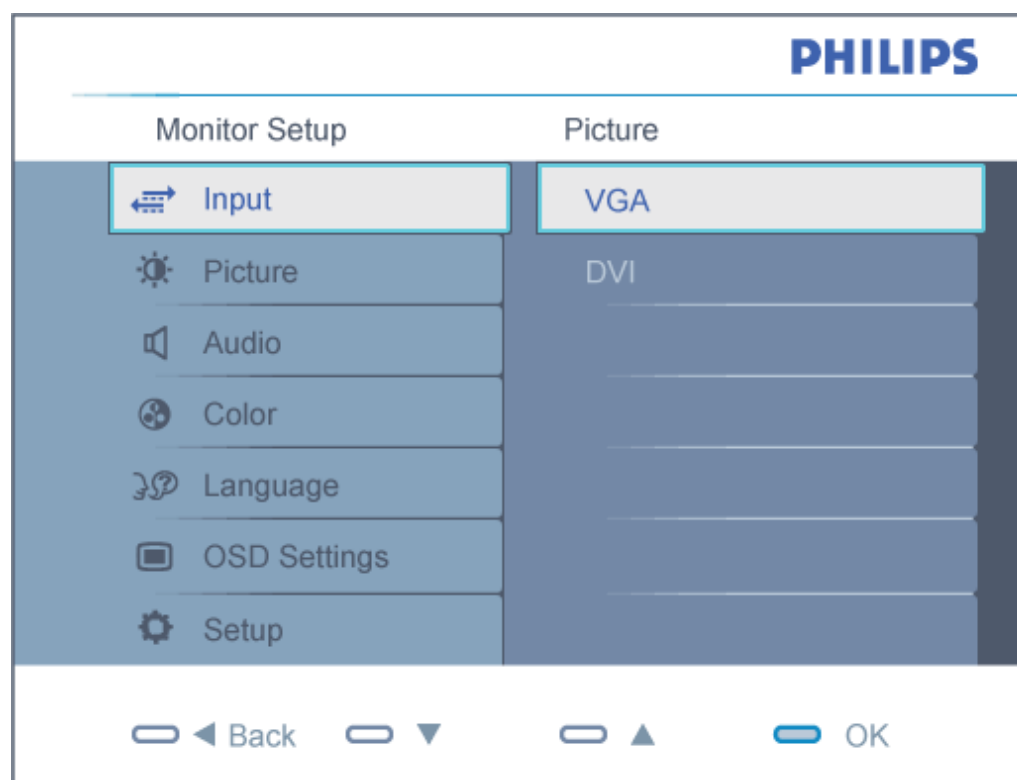 PHILIPS
Monitor Setup Picture
Input VGA
Picture DVI
Audio
Color
Language
OSD Settings
Setup
Back OK